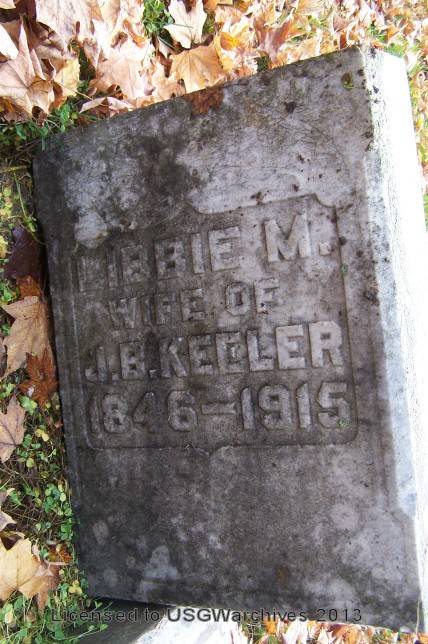 LIBBIE M.
WIFE OF
J.B. KEELER
1846–1915
Licensed to USGWarchives 2013